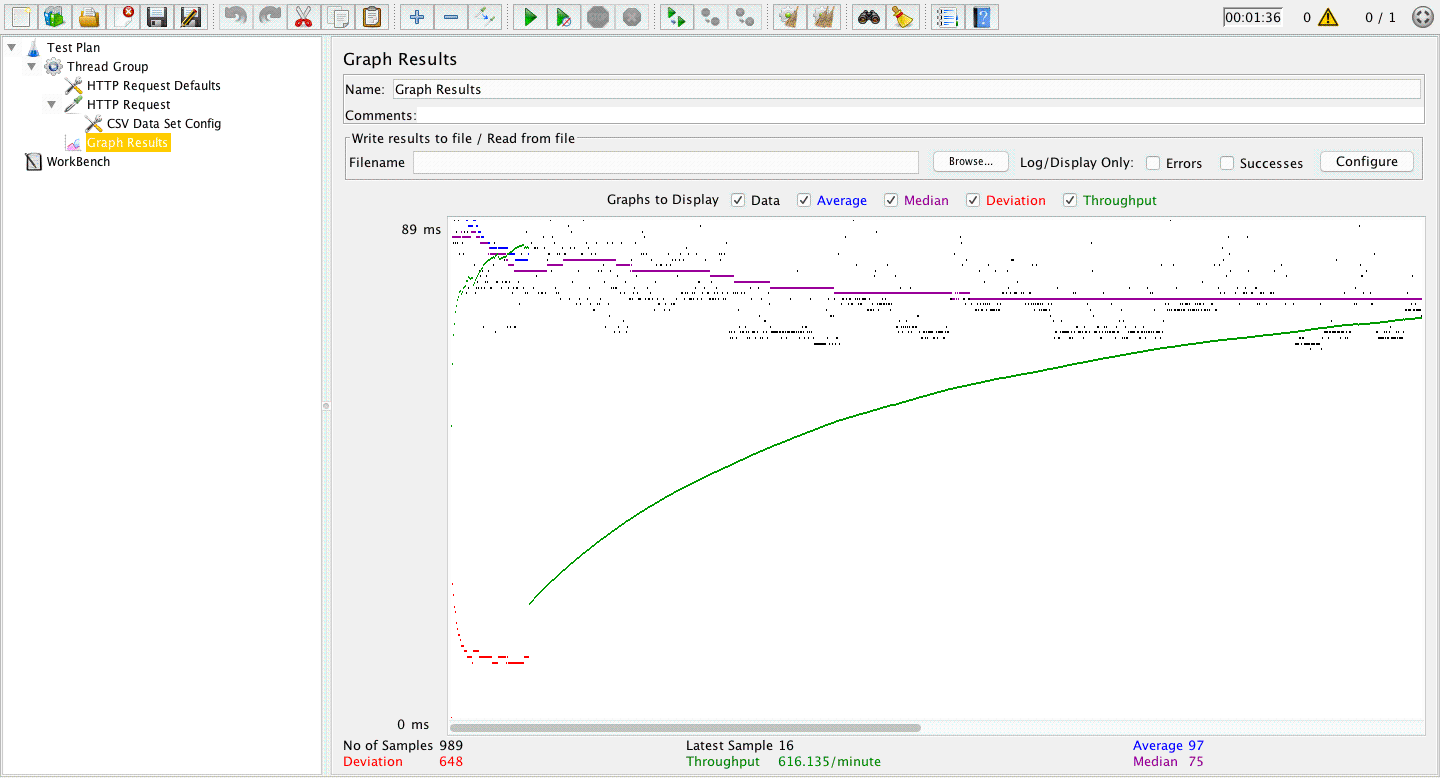 00:01:36 0 0 / 1
Test Plan
Thread Group
HTTP Request Defaults
HTTP Request
CSV Data Set Config
Graph Results
WorkBench
Graph Results
Name: Graph Results
Comments:
Write results to file / Read from file
Filename Browse... Log/Display Only: Errors Successes Configure
Graphs to Display Data Average Median Deviation Throughput
89 ms
0 ms
No of Samples 989 Latest Sample 16 Average 97
Deviation 648 Throughput 616.135/minute Median 75